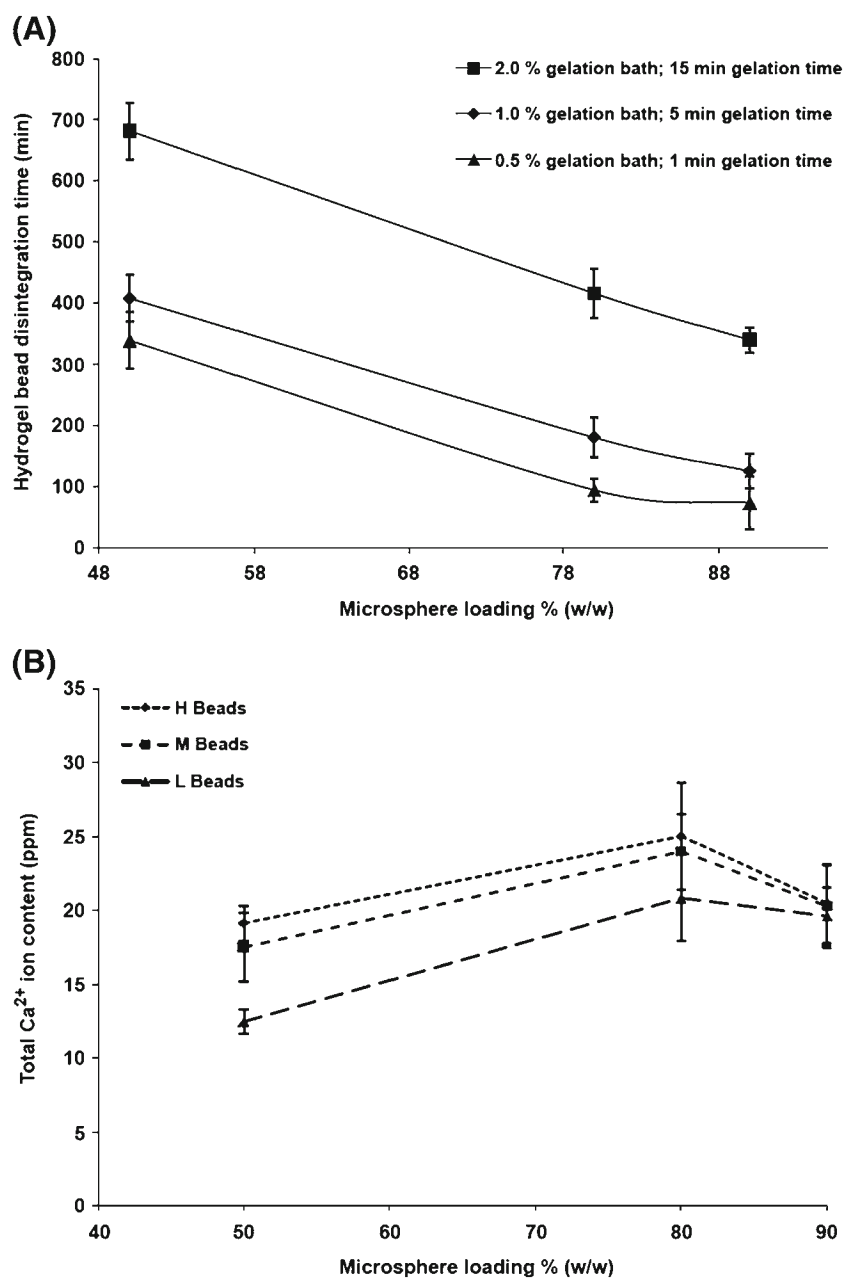 (A)
800
700
600
500
400
300
200
100
0
Hydrogel bead disintegration time (min)
2.0 % gelation bath; 15 min gelation time
1.0 % gelation bath; 5 min gelation time
0.5 % gelation bath; 1 min gelation time
48 58 68 78 88
Microsphere loading % (w/w)
(B)
35
30
25
20
15
10
5
0
Total Ca²⁺ ion content (ppm)
H Beads
M Beads
L Beads
40 50 60 70 80 90
Microsphere loading % (w/w)